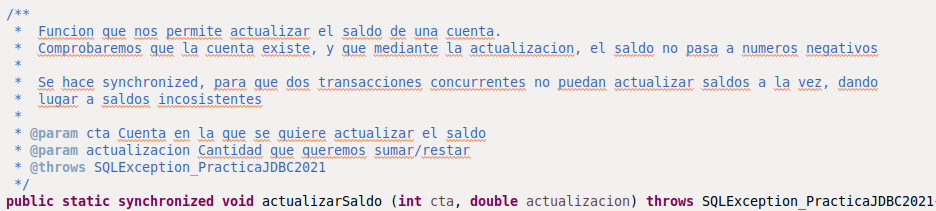 /**
*  Funcion que nos permite actualizar el saldo de una cuenta.
*  Comprobaremos que la cuenta existe, y que mediante la actualizacion, el saldo no pasa a numeros negativos
*
*  Se hace synchronized, para que dos transacciones concurrentes no puedan actualizar saldos a la vez, dando
*  lugar a saldos incosistentes
*
* @param cta Cuenta en la que se quiere actualizar el saldo
* @param actualizacion Cantidad que queremos sumar/restar
* @throws SQLException_PracticaJDBC2021
*/
public static synchronized void actualizarSaldo (int cta, double actualizacion) throws SQLException_PracticaJDBC2021